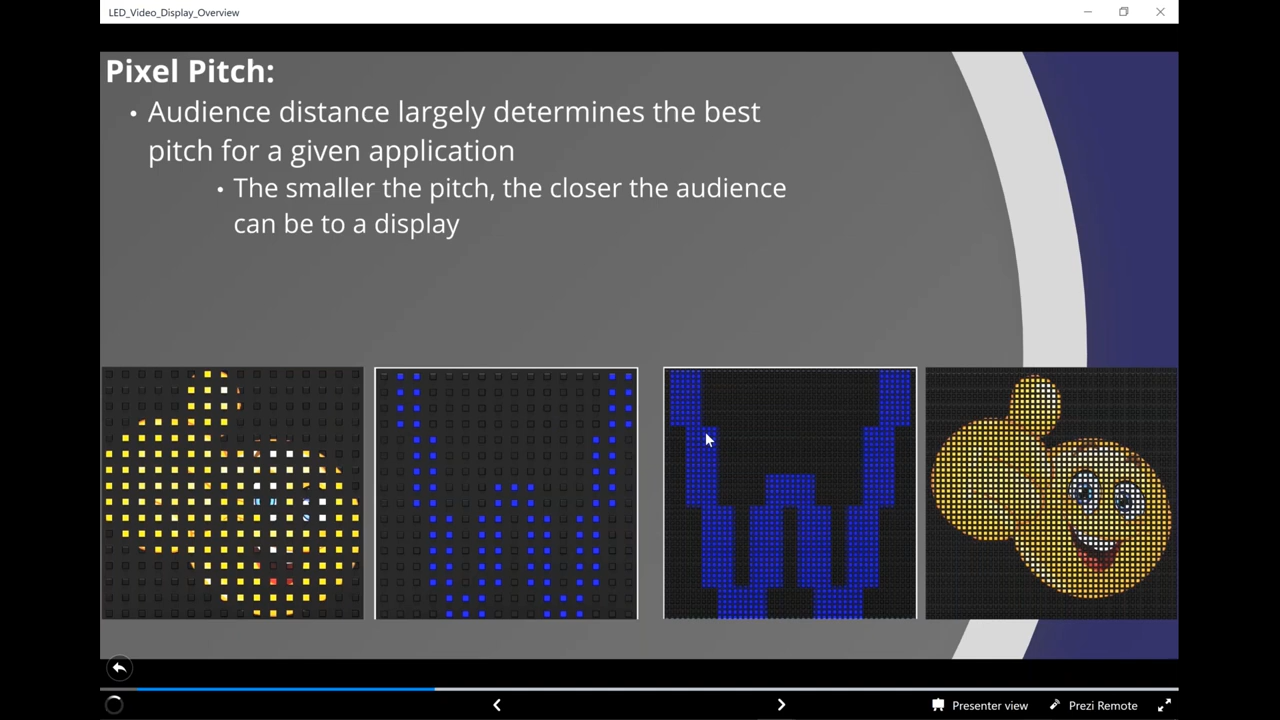 LED_Video_Display_Overview
Pixel Pitch:
• Audience distance largely determines the best
pitch for a given application
• The smaller the pitch, the closer the audience
can be to a display
Presenter view
Prezi Remote